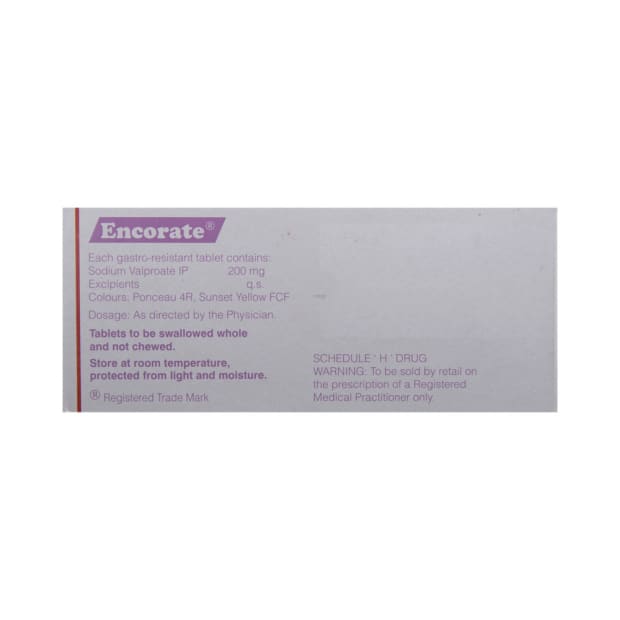 Encorate®
Each gastro-resistant tablet contains:
Sodium Valproate IP 200 mg
Excipients q.s.
Colours: Ponceau 4R, Sunset Yellow FCF
Dosage: As directed by the Physician.
Tablets to be swallowed whole
and not chewed.
Store at room temperature,
protected from light and moisture.
® Registered Trade Mark
SCHEDULE ' H ' DRUG
WARNING: To be sold by retail on
the prescription of a Registered
Medical Practitioner only